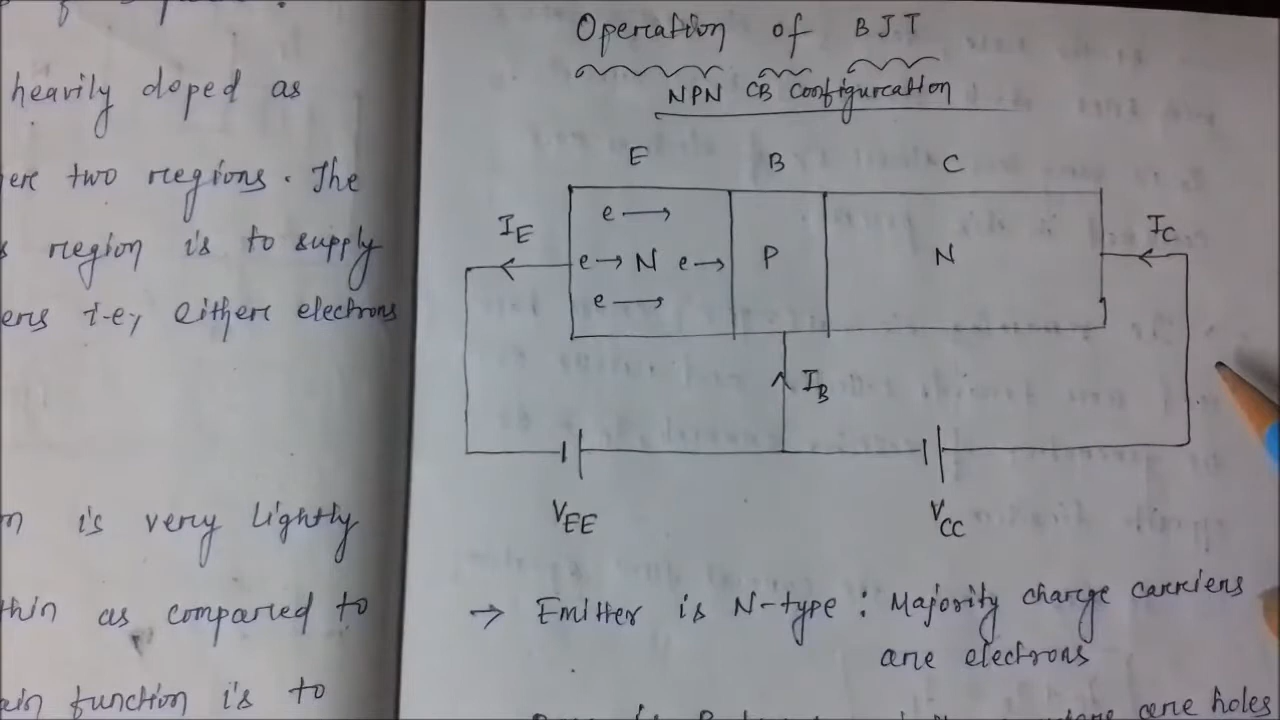 heavily doped as
two regions. The
region is to supply
i.e, either electrons
is very lightly
thin as compared to
function is to
Operation of BJT
NPN CB Configuration
E B C
e →
I_E
I_C
e → N e → P N
e →
I_B
V_EE V_CC
→ Emitter is N-type : Majority charge carriers
are electrons
are holes